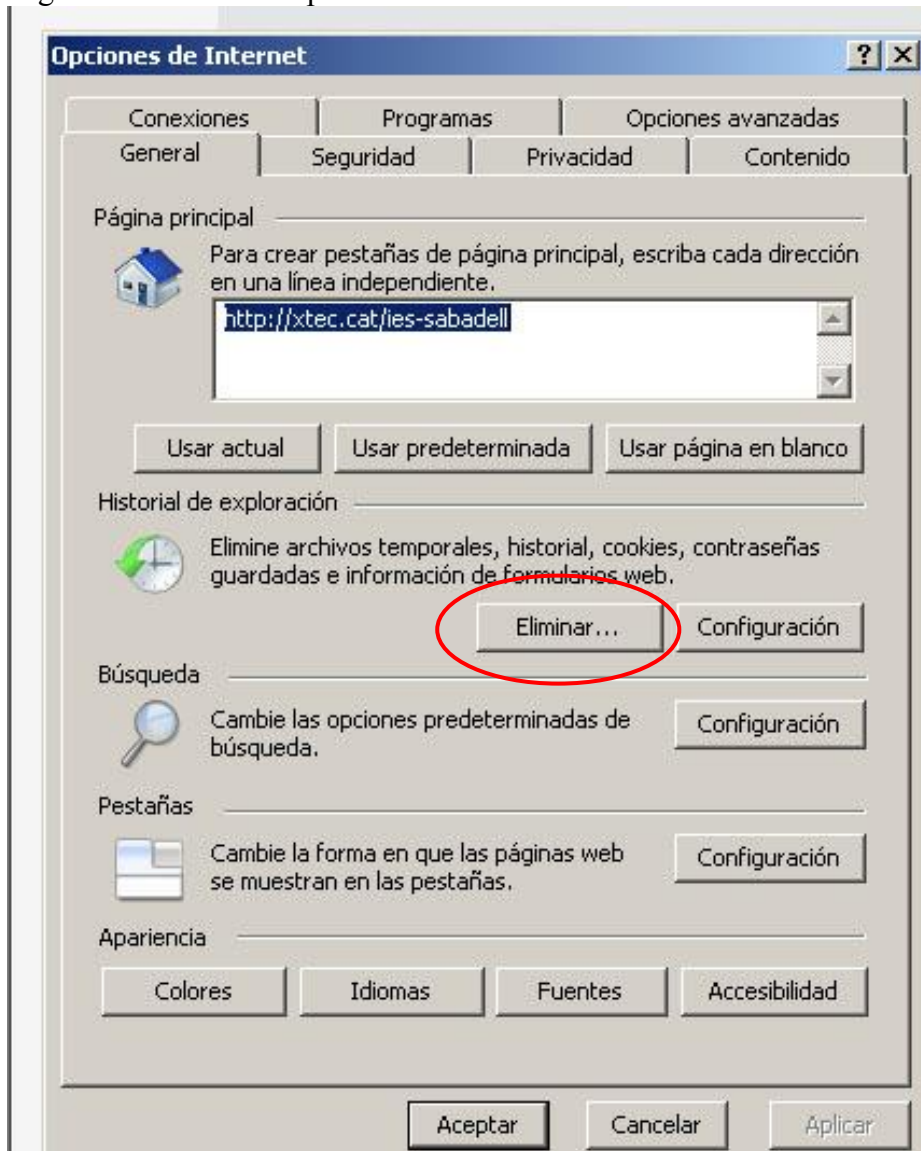 Opciones de Internet
Conexiones Programas Opciones avanzadas
General Seguridad Privacidad Contenido
Página principal
Para crear pestañas de página principal, escriba cada dirección
en una línea independiente.
http://xtec.cat/ies-sabadell
Usar actual Usar predeterminada Usar página en blanco
Historial de exploración
Elimine archivos temporales, historial, cookies, contraseñas
guardadas e información de formularios web.
Eliminar... Configuración
Búsqueda
Cambie las opciones predeterminadas de
búsqueda.
Configuración
Pestañas
Cambie la forma en que las páginas web
se muestran en las pestañas.
Configuración
Apariencia
Colores Idiomas Fuentes Accesibilidad
Aceptar Cancelar Aplicar